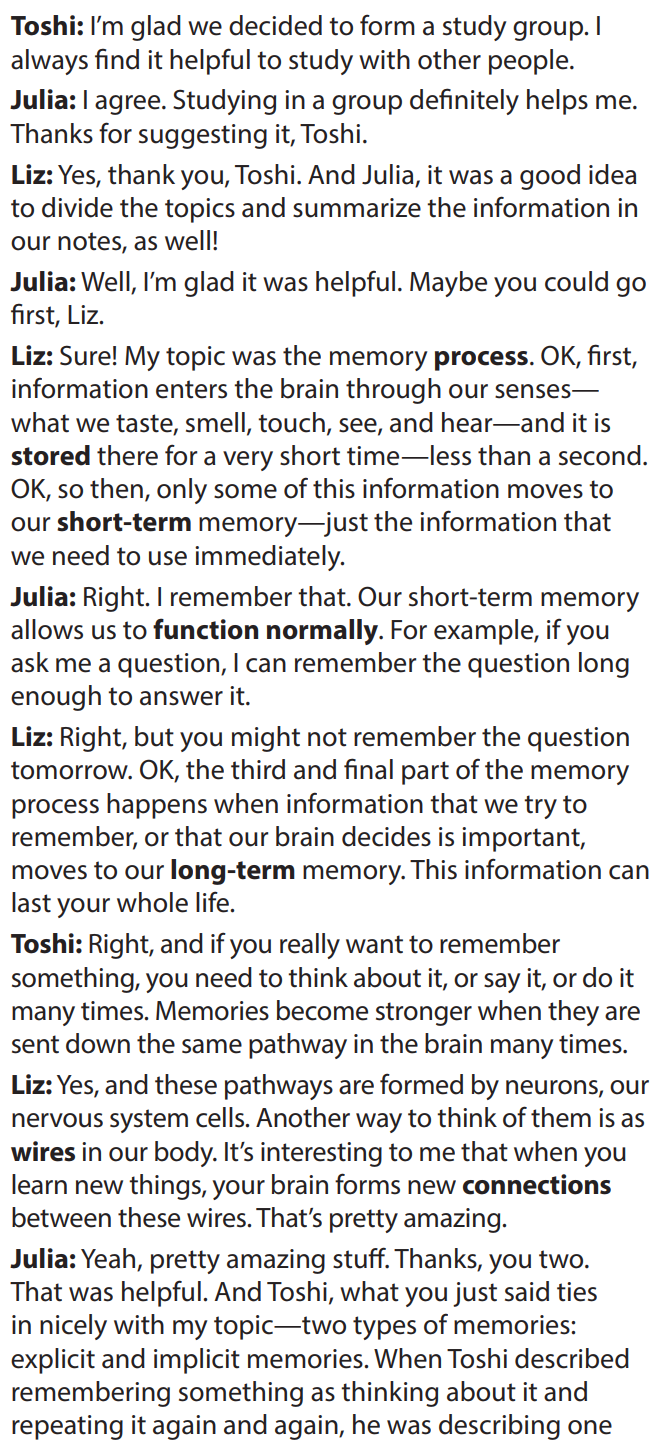 Toshi: I’m glad we decided to form a study group. I
always find it helpful to study with other people.
Julia: I agree. Studying in a group definitely helps me.
Thanks for suggesting it, Toshi.
Liz: Yes, thank you, Toshi. And Julia, it was a good idea
to divide the topics and summarize the information in
our notes, as well!
Julia: Well, I’m glad it was helpful. Maybe you could go
first, Liz.
Liz: Sure! My topic was the memory process. OK, first,
information enters the brain through our senses—
what we taste, smell, touch, see, and hear—and it is
stored there for a very short time—less than a second.
OK, so then, only some of this information moves to
our short-term memory—just the information that
we need to use immediately.
Julia: Right. I remember that. Our short-term memory
allows us to function normally. For example, if you
ask me a question, I can remember the question long
enough to answer it.
Liz: Right, but you might not remember the question
tomorrow. OK, the third and final part of the memory
process happens when information that we try to
remember, or that our brain decides is important,
moves to our long-term memory. This information can
last your whole life.
Toshi: Right, and if you really want to remember
something, you need to think about it, or say it, or do it
many times. Memories become stronger when they are
sent down the same pathway in the brain many times.
Liz: Yes, and these pathways are formed by neurons, our
nervous system cells. Another way to think of them is as
wires in our body. It’s interesting to me that when you
learn new things, your brain forms new connections
between these wires. That’s pretty amazing.
Julia: Yeah, pretty amazing stuff. Thanks, you two.
That was helpful. And Toshi, what you just said ties
in nicely with my topic—two types of memories:
explicit and implicit memories. When Toshi described
remembering something as thinking about it and
repeating it again and again, he was describing one